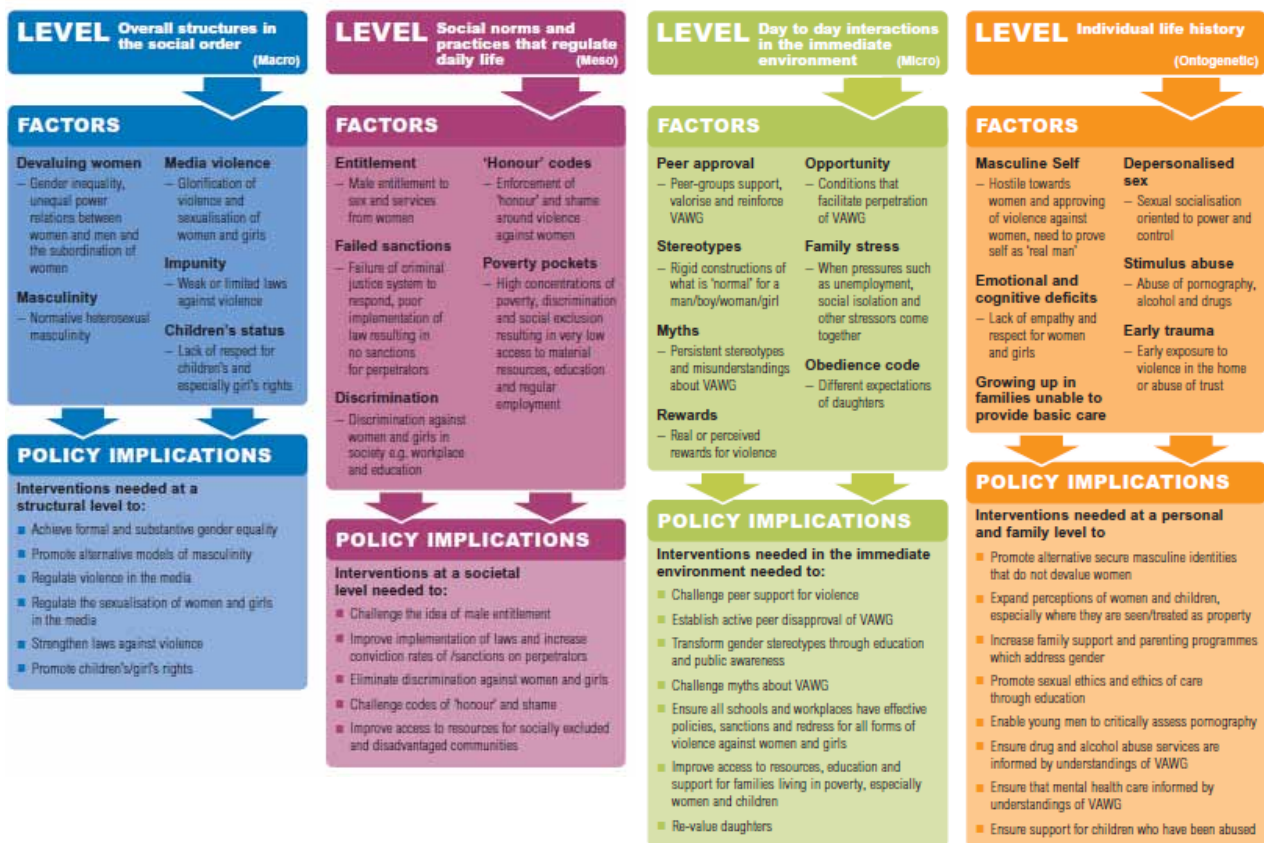 LEVEL Overall structures in
the social order
(Macro)
FACTORS
Devaluing women
– Gender inequality,
unequal power
relations between
women and men and
the subordination of
women
Masculinity
– Normative heterosexual
masculinity
Media violence
– Glorification of
violence and
sexualisation of
women and girls
Impunity
– Weak or limited laws
against violence
Children's status
– Lack of respect for
children's and
especially girl's rights
POLICY IMPLICATIONS
Interventions needed at a
structural level to:
■ Achieve formal and substantive gender equality
■ Promote alternative models of masculinity
■ Regulate violence in the media
■ Regulate the sexualisation of women and girls
in the media
■ Strengthen laws against violence
■ Promote children's/girl's rights
LEVEL Social norms and
practices that regulate
daily life (Meso)
FACTORS
Entitlement
– Male entitlement to
sex and services
from women
Failed sanctions
– Failure of criminal
justice system to
respond, poor
implementation of
law resulting in
no sanctions
for perpetrators
Discrimination
– Discrimination against
women and girls in
society e.g. workplace
and education
'Honour' codes
– Enforcement of
'honour' and shame
around violence
against women
Poverty pockets
– High concentrations of
poverty, discrimination
and social exclusion
resulting in very low
access to material
resources, education
and regular
employment
POLICY IMPLICATIONS
Interventions at a societal
level needed to:
■ Challenge the idea of male entitlement
■ Improve implementation of laws and increase
conviction rates of /sanctions on perpetrators
■ Eliminate discrimination against women and girls
■ Challenge codes of 'honour' and shame
■ Improve access to resources for socially excluded
and disadvantaged communities
LEVEL Day to day interactions
in the immediate
environment (Micro)
FACTORS
Peer approval
– Peer-groups support,
valorise and reinforce
VAWG
Stereotypes
– Rigid constructions of
what is 'normal' for a
man/boy/woman/girl
Myths
– Persistent stereotypes
and misunderstandings
about VAWG
Rewards
– Real or perceived
rewards for violence
Opportunity
– Conditions that
facilitate perpetration
of VAWG
Family stress
– When pressures such
as unemployment,
social isolation and
other stressors come
together
Obedience code
– Different expectations
of daughters
POLICY IMPLICATIONS
Interventions needed in the immediate
environment needed to:
■ Challenge peer support for violence
■ Establish active peer disapproval of VAWG
■ Transform gender stereotypes through education
and public awareness
■ Challenge myths about VAWG
■ Ensure all schools and workplaces have effective
policies, sanctions and redress for all forms of
violence against women and girls
■ Improve access to resources, education and
support for families living in poverty, especially
women and children
■ Re-value daughters
LEVEL Individual life history
(Ontogenetic)
FACTORS
Masculine Self
– Hostile towards
women and approving
of violence against
women, need to prove
self as 'real man'
Emotional and
cognitive deficits
– Lack of empathy and
respect for women
and girls
Growing up in
families unable to
provide basic care
Depersonalised
sex
– Sexual socialisation
oriented to power and
control
Stimulus abuse
– Abuse of pornography,
alcohol and drugs
Early trauma
– Early exposure to
violence in the home
or abuse of trust
POLICY IMPLICATIONS
Interventions needed at a personal
and family level to
■ Promote alternative secure masculine identities
that do not devalue women
■ Expand perceptions of women and children,
especially where they are seen/treated as property
■ Increase family support and parenting programmes
which address gender
■ Promote sexual ethics and ethics of care
through education
■ Enable young men to critically assess pornography
■ Ensure drug and alcohol abuse services are
informed by understandings of VAWG
■ Ensure that mental health care informed by
understandings of VAWG
■ Ensure support for children who have been abused